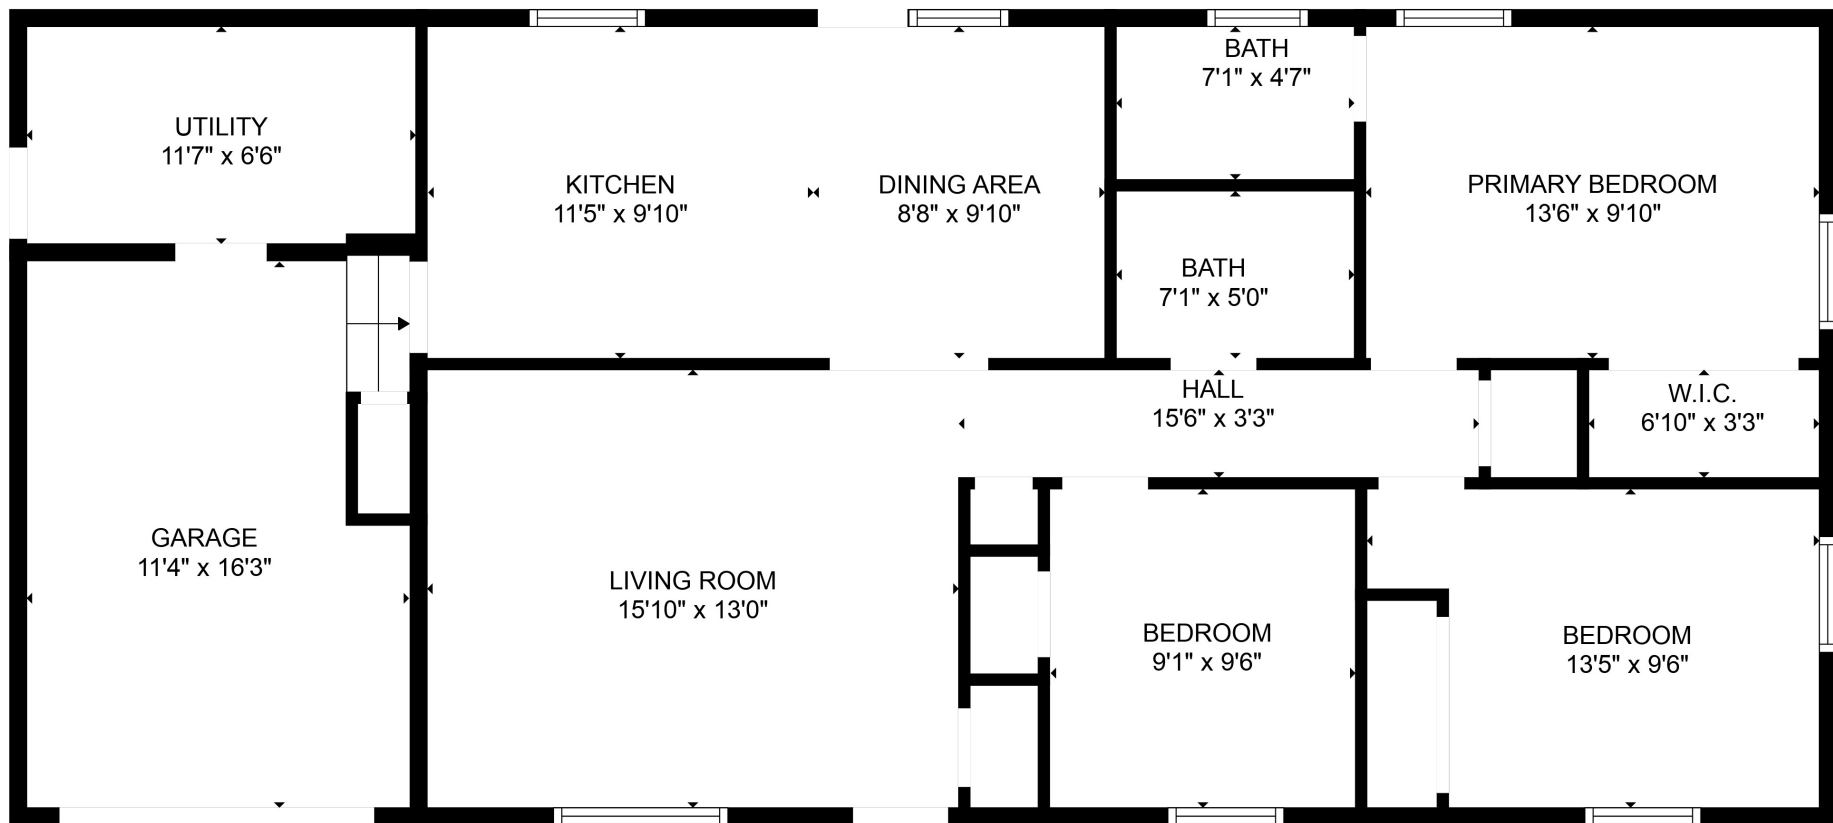 UTILITY
11'7" x 6'6"
KITCHEN
11'5" x 9'10"
DINING AREA
8'8" x 9'10"
BATH
7'1" x 4'7"
BATH
7'1" x 5'0"
PRIMARY BEDROOM
13'6" x 9'10"
HALL
15'6" x 3'3"
W.I.C.
6'10" x 3'3"
GARAGE
11'4" x 16'3"
LIVING ROOM
15'10" x 13'0"
BEDROOM
9'1" x 9'6"
BEDROOM
13'5" x 9'6"